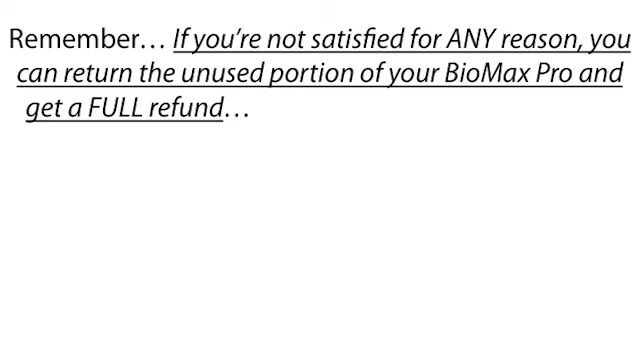 Remember… If you’re not satisfied for ANY reason, you
can return the unused portion of your BioMax Pro and
get a FULL refund…